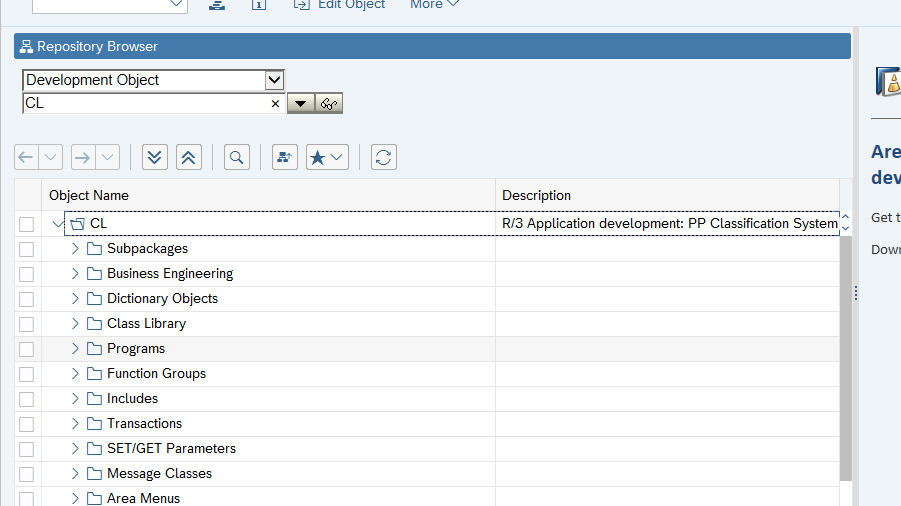 Edit Object
More
Repository Browser
Development Object
CL
Object Name
Description
CL
R/3 Application development: PP Classification System
Subpackages
Business Engineering
Dictionary Objects
Class Library
Programs
Function Groups
Includes
Transactions
SET/GET Parameters
Message Classes
Area Menus
Are
dev
Get t
Down